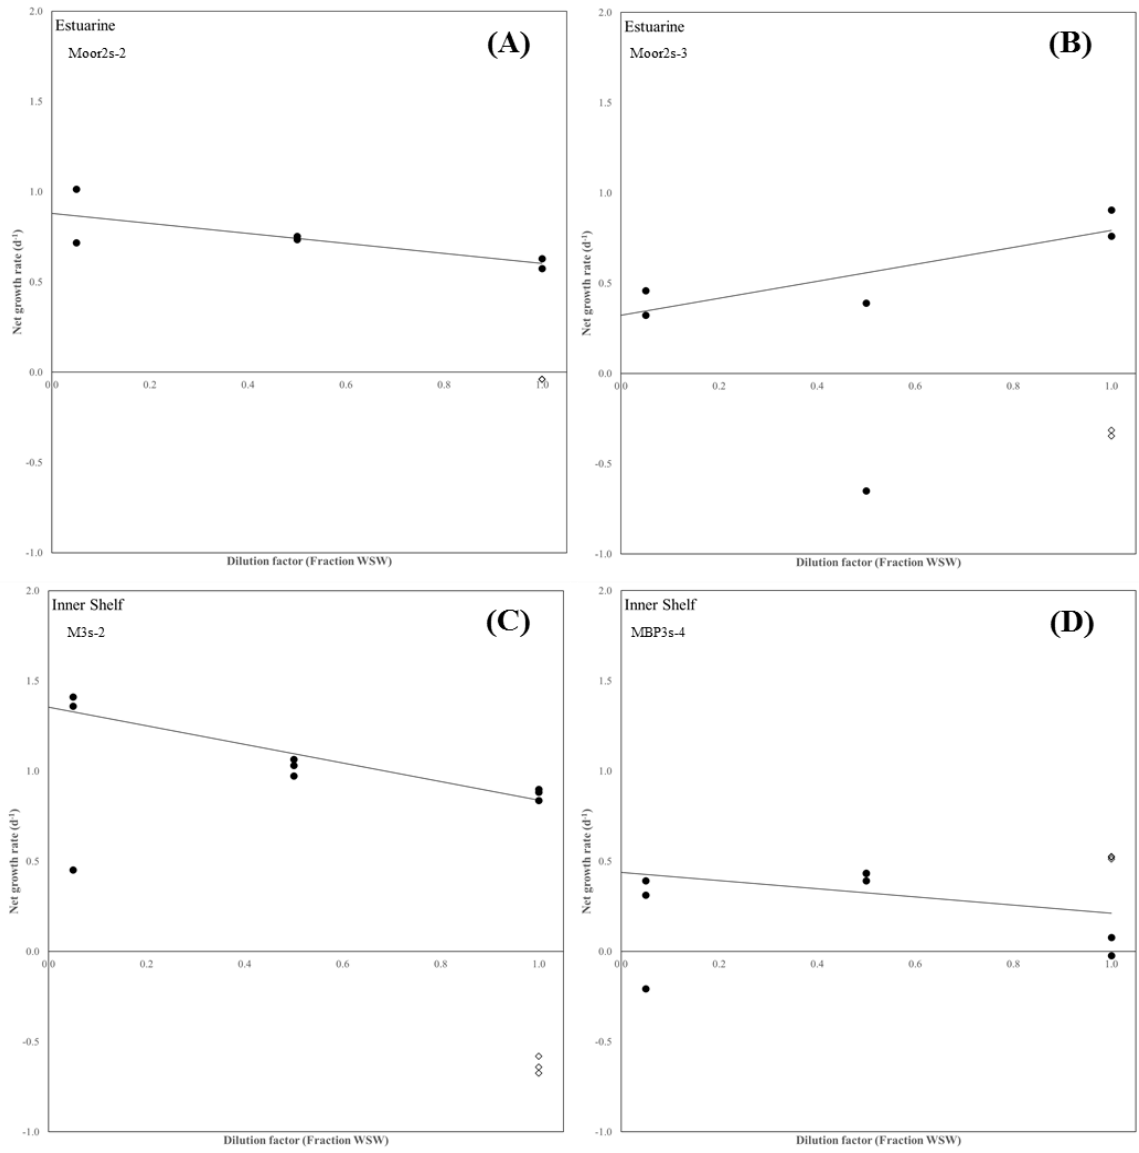 Estuarine
Moor2s-2
(A)
2.0
1.5
1.0
0.5
0.0
-0.5
-1.0
Net growth rate (d⁻¹)
0.0 0.2 0.4 0.6 0.8 1.0
Dilution factor (Fraction WSW)
Estuarine
Moor2s-3
(B)
2.0
1.5
1.0
0.5
0.0
-0.5
-1.0
Net growth rate (d⁻¹)
0.0 0.2 0.4 0.6 0.8 1.0
Dilution factor (Fraction WSW)
Inner Shelf
M3s-2
(C)
2.0
1.5
1.0
0.5
0.0
-0.5
-1.0
Net growth rate (d⁻¹)
0.0 0.2 0.4 0.6 0.8 1.0
Dilution factor (Fraction WSW)
Inner Shelf
MBP3s-4
(D)
2.0
1.5
1.0
0.5
0.0
-0.5
-1.0
Net growth rate (d⁻¹)
0.0 0.2 0.4 0.6 0.8 1.0
Dilution factor (Fraction WSW)